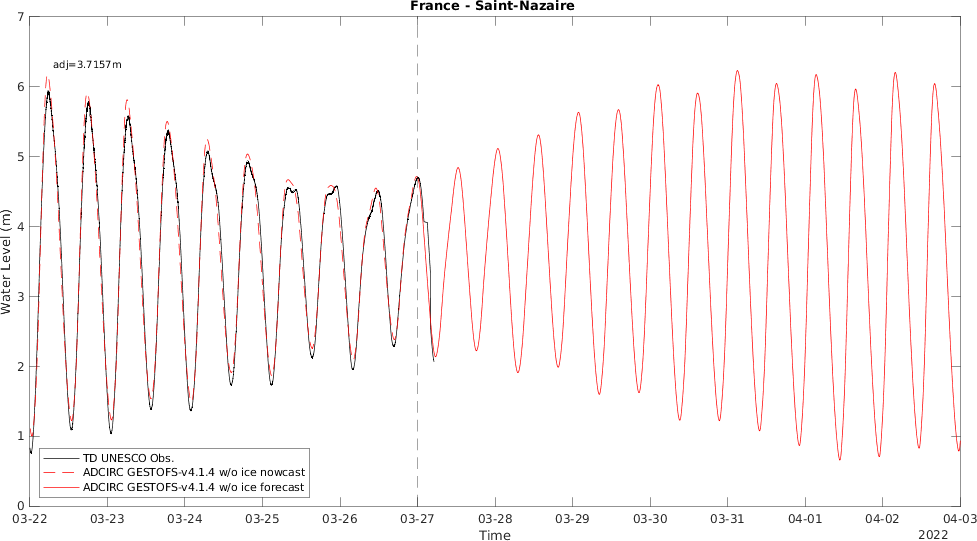 France - Saint-Nazaire
7
adj=3.7157m
6
5
4
3
2
1
0
Water Level (m)
TD UNESCO Obs.
ADCIRC GESTOFS-v4.1.4 w/o ice nowcast
ADCIRC GESTOFS-v4.1.4 w/o ice forecast
03-22 03-23 03-24 03-25 03-26 03-27 03-28 03-29 03-30 03-31 04-01 04-02 04-03
Time
2022